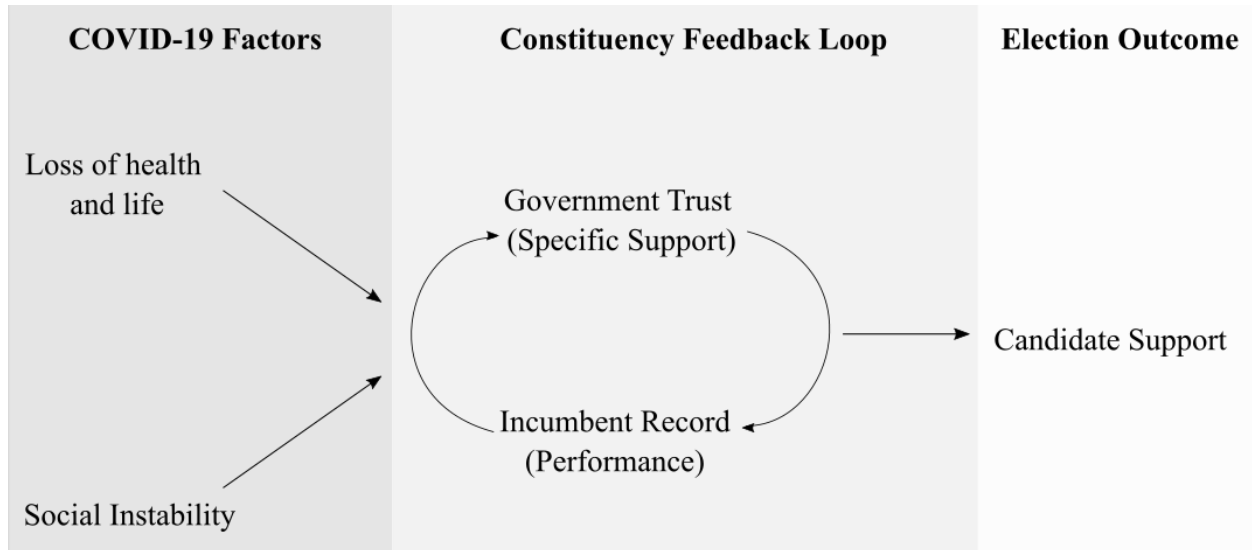 COVID-19 Factors
Constituency Feedback Loop
Election Outcome
Loss of health
and life
Social Instability
Government Trust
(Specific Support)
Incumbent Record
(Performance)
Candidate Support